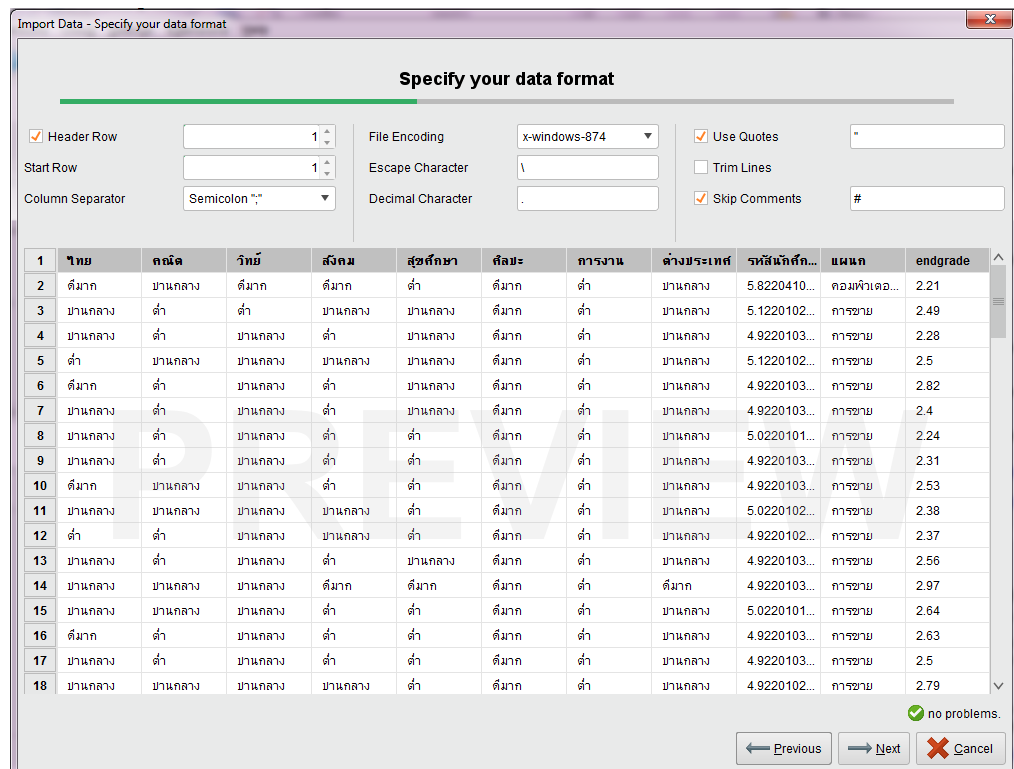 Import Data - Specify your data format
Specify your data format
Header Row 1 File Encoding x-windows-874 Use Quotes "
Start Row 1 Escape Character \ Trim Lines
Column Separator Semicolon ";" Decimal Character . Skip Comments #
1 ไทย คณิต วิทย์ สังคม สุขศึกษา ศิลปะ การงาน ต่างประเทศ รหัสนักศึก... แผนก endgrade
2 ดีมาก ปานกลาง ดีมาก ดีมาก ต่ำ ดีมาก ต่ำ ปานกลาง 5.8220410... คอมพิวเตอ... 2.21
3 ปานกลาง ต่ำ ต่ำ ปานกลาง ปานกลาง ดีมาก ต่ำ ปานกลาง 5.1220102... การขาย 2.49
4 ปานกลาง ต่ำ ปานกลาง ต่ำ ปานกลาง ดีมาก ต่ำ ปานกลาง 4.9220103... การขาย 2.28
5 ต่ำ ปานกลาง ปานกลาง ปานกลาง ปานกลาง ดีมาก ต่ำ ปานกลาง 5.1220102... การขาย 2.5
6 ดีมาก ต่ำ ปานกลาง ต่ำ ปานกลาง ดีมาก ต่ำ ปานกลาง 4.9220103... การขาย 2.82
7 ปานกลาง ต่ำ ปานกลาง ต่ำ ปานกลาง ดีมาก ต่ำ ปานกลาง 4.9220103... การขาย 2.4
8 ปานกลาง ต่ำ ปานกลาง ต่ำ ต่ำ ดีมาก ต่ำ ปานกลาง 5.0220101... การขาย 2.24
9 ปานกลาง ต่ำ ปานกลาง ต่ำ ต่ำ ดีมาก ต่ำ ปานกลาง 4.9220103... การขาย 2.31
PREVIEW
10 ดีมาก ปานกลาง ปานกลาง ต่ำ ต่ำ ดีมาก ต่ำ ปานกลาง 4.9220103... การขาย 2.53
11 ปานกลาง ปานกลาง ปานกลาง ปานกลาง ต่ำ ดีมาก ต่ำ ปานกลาง 5.0220102... การขาย 2.38
12 ต่ำ ต่ำ ปานกลาง ปานกลาง ต่ำ ดีมาก ต่ำ ปานกลาง 4.9220102... การขาย 2.37
13 ปานกลาง ต่ำ ปานกลาง ต่ำ ปานกลาง ดีมาก ต่ำ ปานกลาง 4.9220103... การขาย 2.56
14 ปานกลาง ปานกลาง ปานกลาง ดีมาก ดีมาก ดีมาก ต่ำ ดีมาก 4.9220103... การขาย 2.97
15 ปานกลาง ปานกลาง ปานกลาง ต่ำ ต่ำ ดีมาก ต่ำ ปานกลาง 5.0220101... การขาย 2.64
16 ดีมาก ต่ำ ปานกลาง ต่ำ ต่ำ ดีมาก ต่ำ ปานกลาง 4.9220103... การขาย 2.63
17 ปานกลาง ต่ำ ปานกลาง ต่ำ ต่ำ ดีมาก ต่ำ ปานกลาง 4.9220103... การขาย 2.5
18 ปานกลาง ปานกลาง ปานกลาง ปานกลาง ต่ำ ดีมาก ต่ำ ปานกลาง 4.9220102... การขาย 2.79
no problems.
Previous Next Cancel